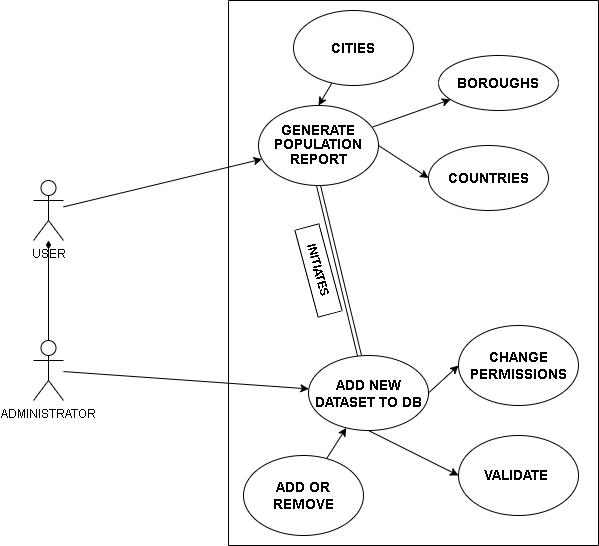 CITIES
BOROUGHS
GENERATE
POPULATION
REPORT
COUNTRIES
USER
INITIATES
ADMINISTRATOR
ADD NEW
DATASET TO DB
CHANGE
PERMISSIONS
ADD OR
REMOVE
VALIDATE